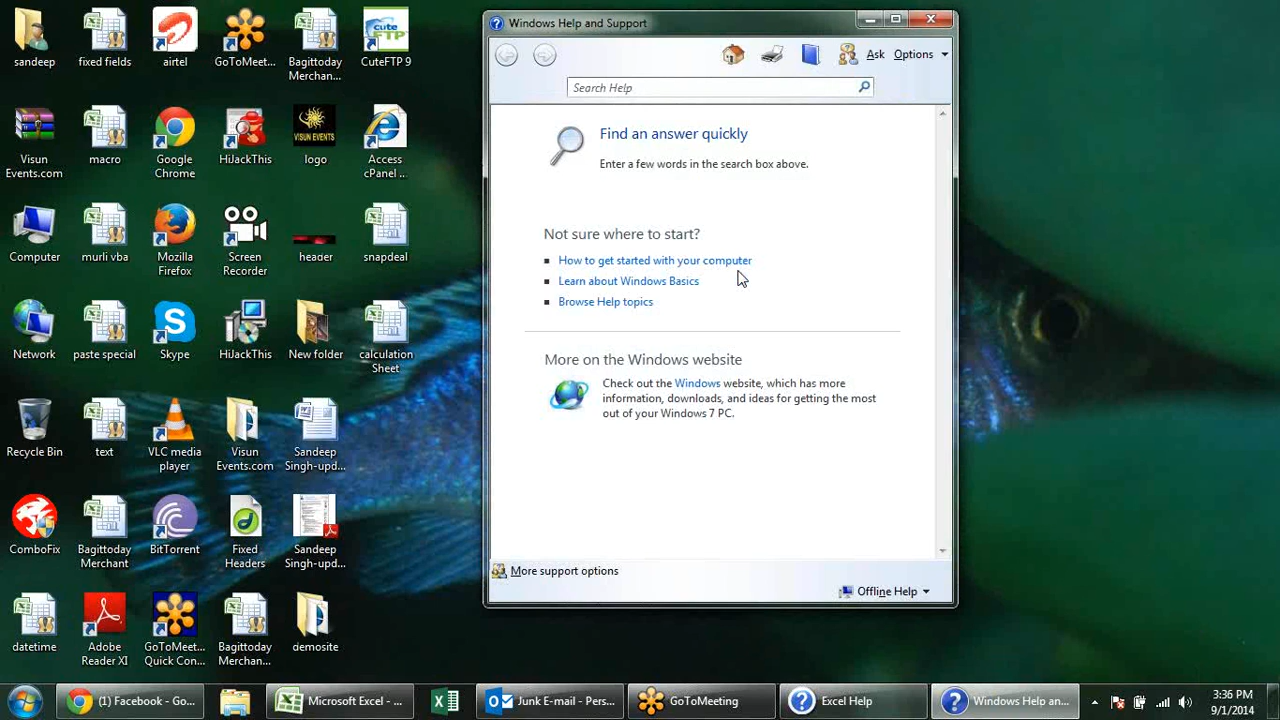 sandeep
fixed fields
airtel
GoToMeet...
Bagittoday
Merchan...
cute
FTP
CuteFTP 9
Visun
Events.com
macro
Google
Chrome
HiJackThis
VISUN EVENTS
logo
Access
cPanel ...
Computer
murli vba
Mozilla
Firefox
Screen
Recorder
header
snapdeal
Network
paste special
Skype
HiJackThis
New folder
calculation
Sheet
Recycle Bin
text
VLC media
player
Visun
Events.com
Sandeep
Singh-upd...
ComboFix
Bagittoday
Merchant
BitTorrent
Fixed
Headers
Sandeep
Singh-upd...
datetime
Adobe
Reader XI
GoToMeet...
Quick Con...
Bagittoday
Merchan...
demosite
Windows Help and Support
Ask
Options
Search Help
Find an answer quickly
Enter a few words in the search box above.
Not sure where to start?
How to get started with your computer
Learn about Windows Basics
Browse Help topics
More on the Windows website
Check out the Windows website, which has more
information, downloads, and ideas for getting the most
out of your Windows 7 PC.
More support options
Offline Help
(1) Facebook - Go...
Microsoft Excel - ...
Junk E-mail - Pers...
GoToMeeting
Excel Help
Windows Help an...
3:36 PM
9/1/2014